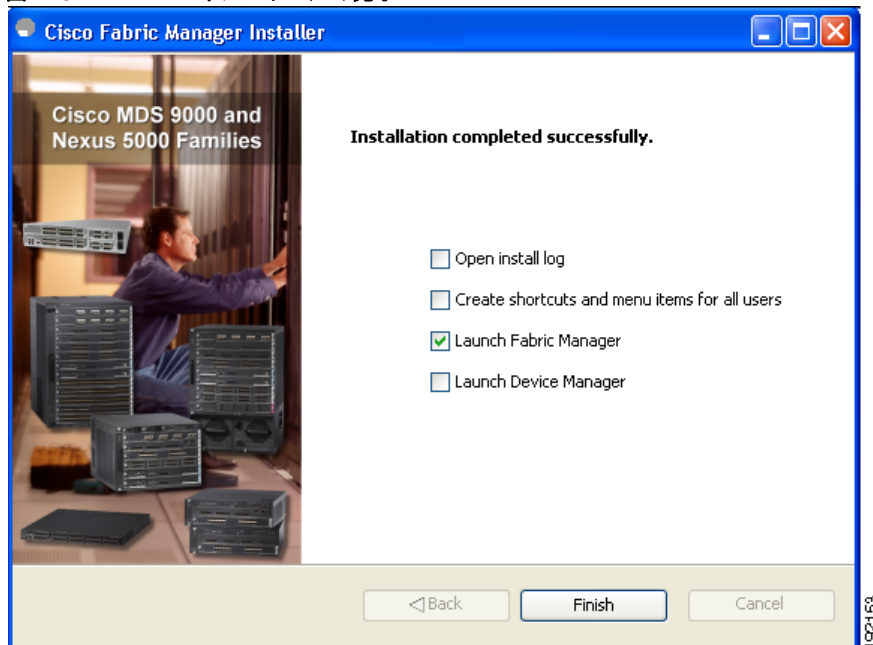 Cisco Fabric Manager Installer
Cisco MDS 9000 and
Nexus 5000 Families
Installation completed successfully.
Open install log
Create shortcuts and menu items for all users
Launch Fabric Manager
Launch Device Manager
Back
Finish
Cancel